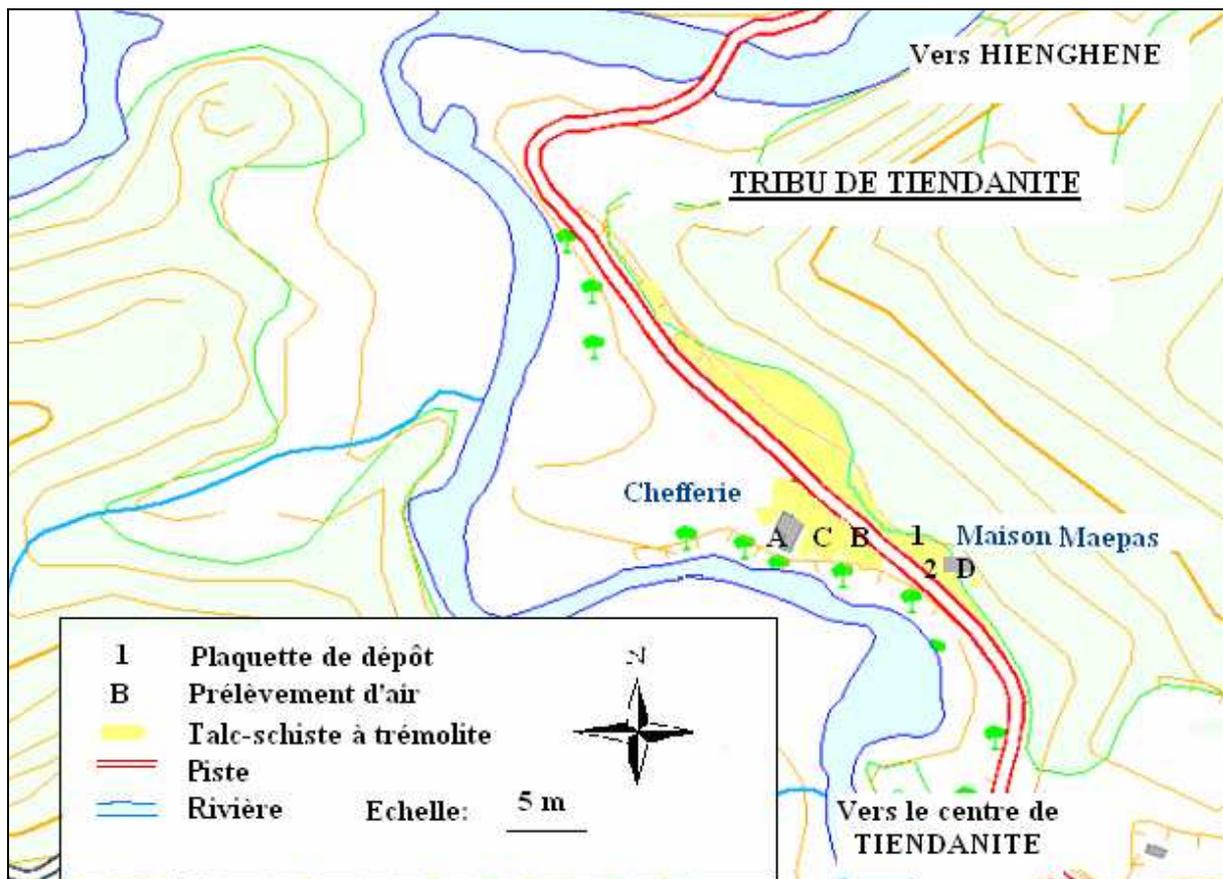 Vers HIENGHENE
TRIBU DE TIENDANITE
Chefferie
A C B 1 Maison Maepas
2 D
1 Plaquette de dépôt
B Prélèvement d'air
Talc-schiste à trémolite
Piste
Rivière Echelle: 5 m
N
Vers le centre de
TIENDANITE